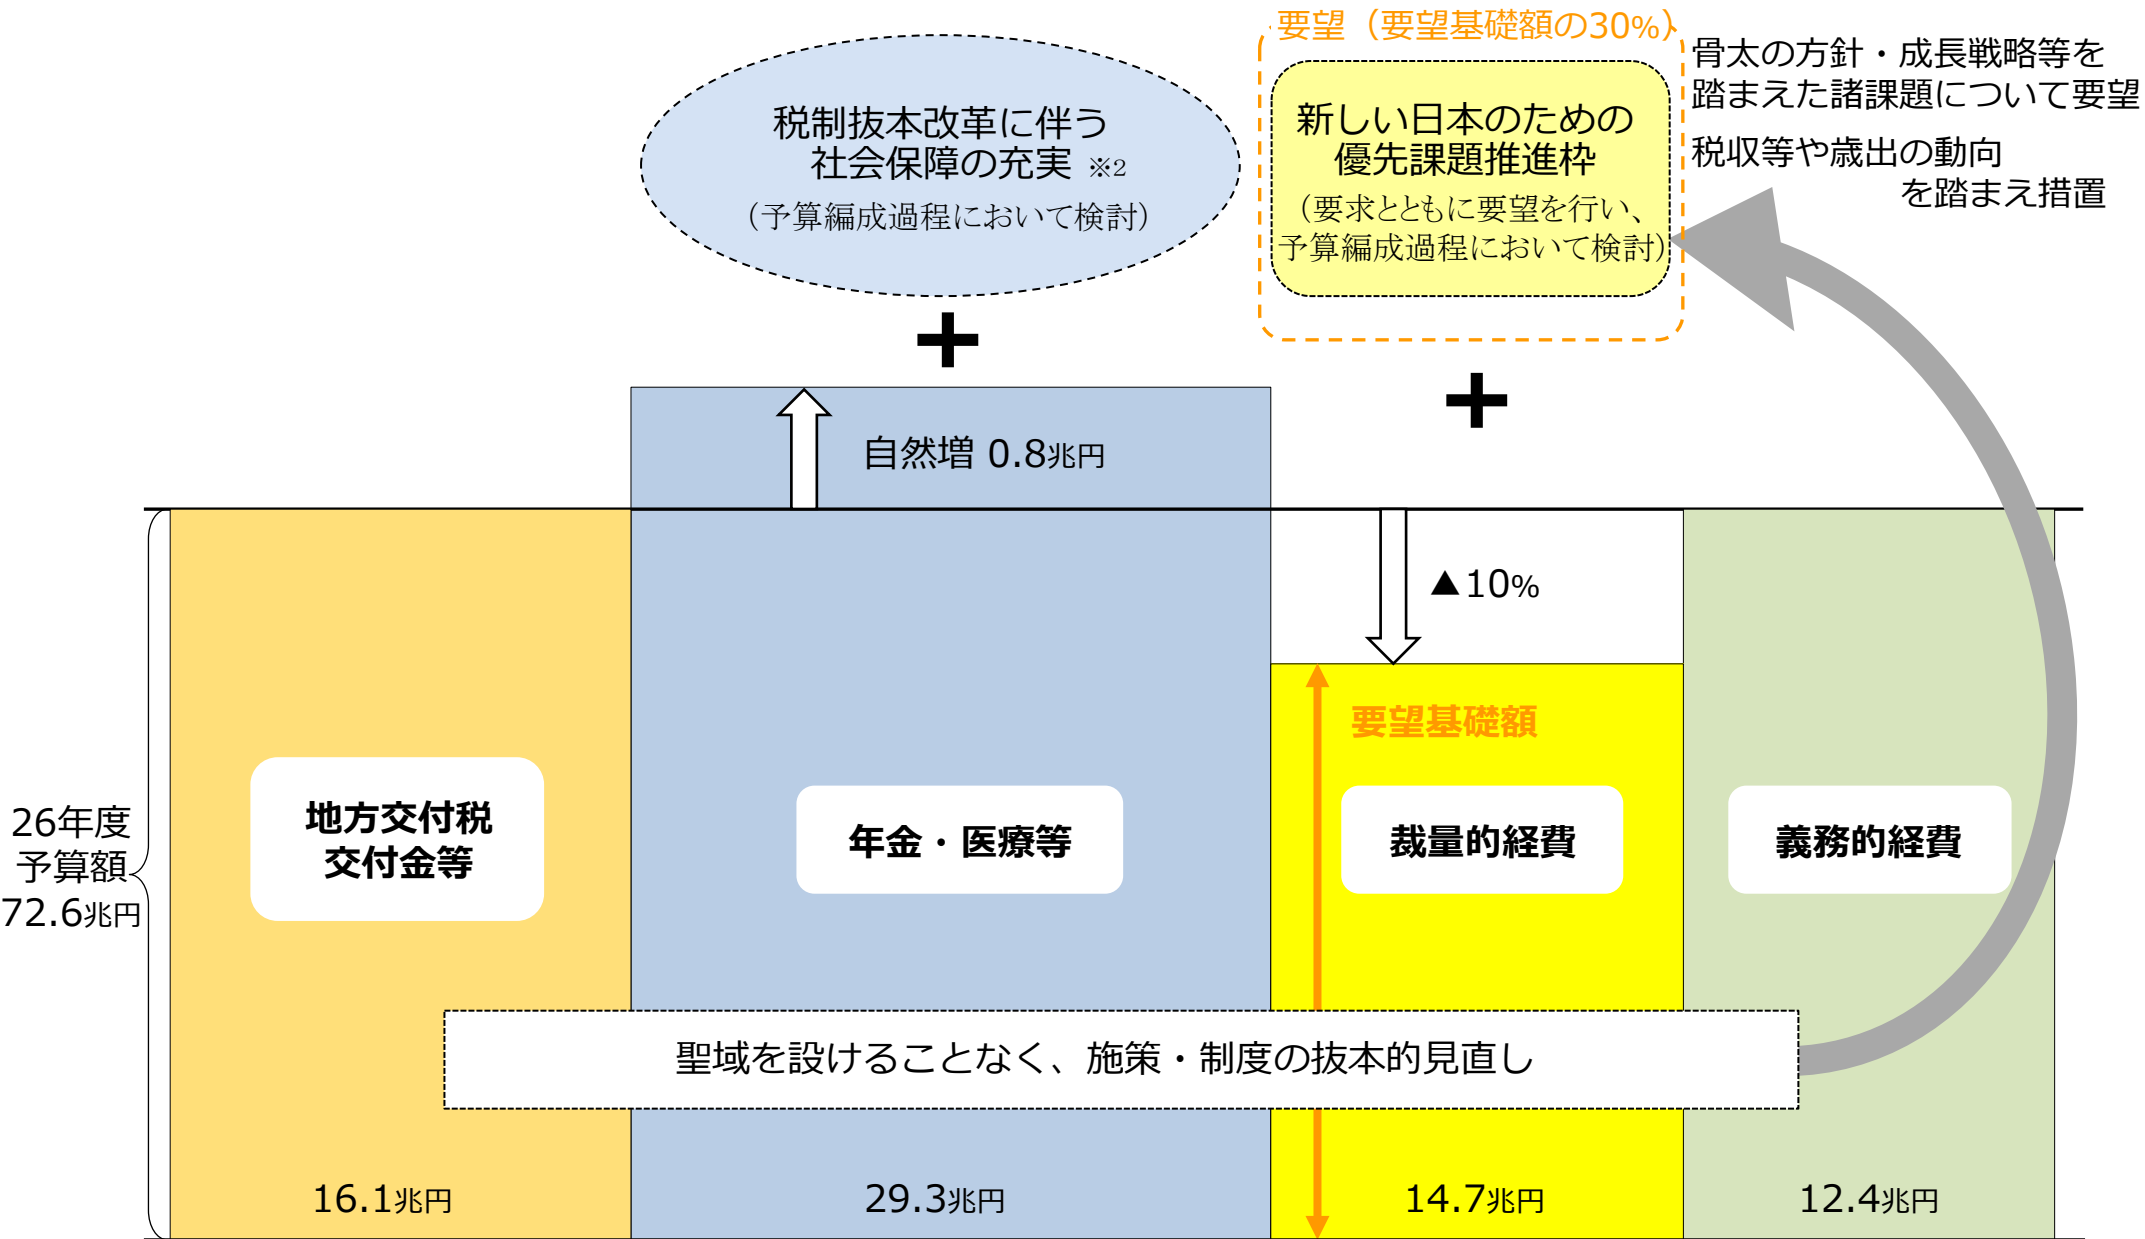 要望（要望基礎額の30%）
骨太の方針・成長戦略等を
踏まえた諸課題について要望
税収等や歳出の動向
を踏まえ措置
税制抜本改革に伴う
社会保障の充実 ※2
（予算編成過程において検討）
新しい日本のための
優先課題推進枠
（要求とともに要望を行い、
予算編成過程において検討）
+
+
自然増 0.8兆円
▲10%
要望基礎額
26年度
予算額
72.6兆円
地方交付税
交付金等
年金・医療等
裁量的経費
義務的経費
聖域を設けることなく、施策・制度の抜本的見直し
16.1兆円
29.3兆円
14.7兆円
12.4兆円